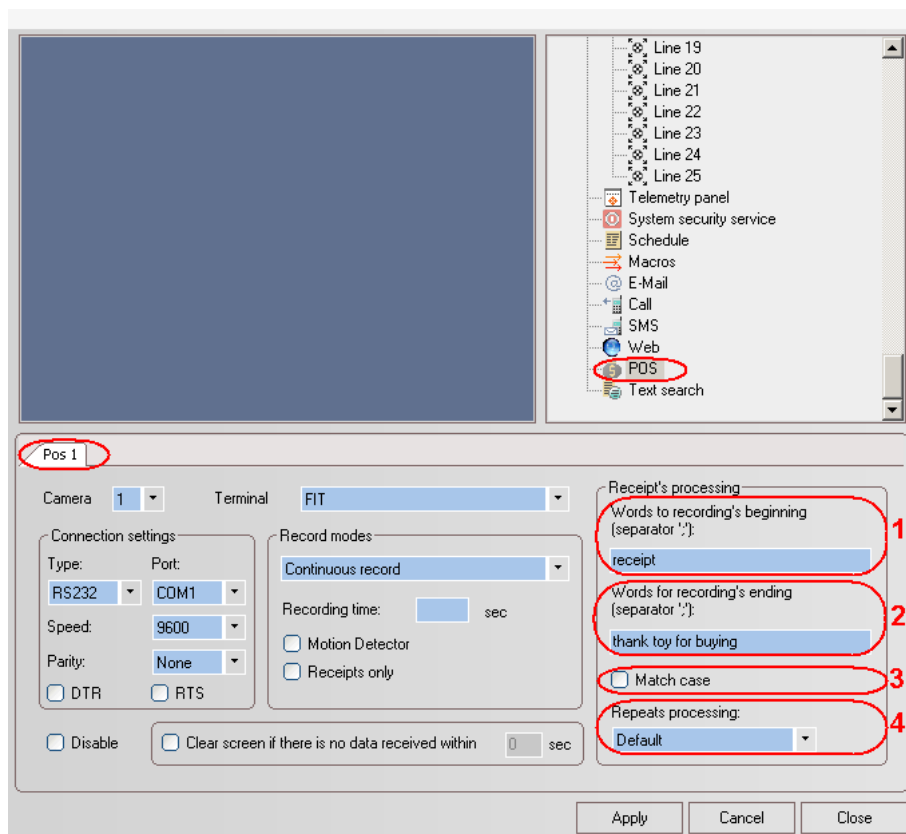 Line 19
Line 20
Line 21
Line 22
Line 23
Line 24
Line 25
Telemetry panel
System security service
Schedule
Macros
E-Mail
Call
SMS
Web
POS
Text search
Pos 1
Camera 1 Terminal FIT
Connection settings
Type: Port:
RS232 COM1
Speed: 9600
Parity: None
DTR RTS
Record modes
Continuous record
Recording time: sec
Motion Detector
Receipts only
Disable
Clear screen if there is no data received within 0 sec
Receipt's processing
Words to recording's beginning
(separator ';'):
receipt
1
Words for recording's ending
(separator ';'):
thank toy for buying
2
Match case
3
Repeats processing:
Default
4
Apply Cancel Close